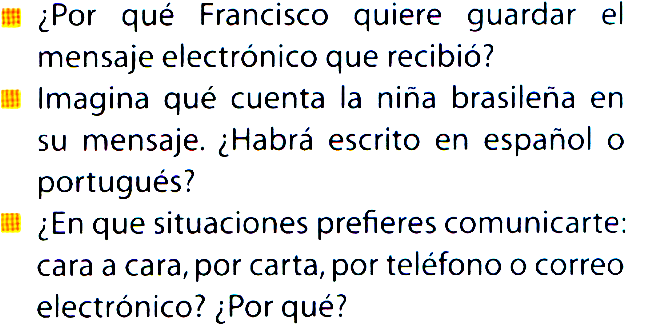 ¿Por qué Francisco quiere guardar el
mensaje electrónico que recibió?
Imagina qué cuenta la niña brasileña en
su mensaje. ¿Habrá escrito en español o
portugués?
¿En que situaciones prefieres comunicarte:
cara a cara, por carta, por teléfono o correo
electrónico? ¿Por qué?